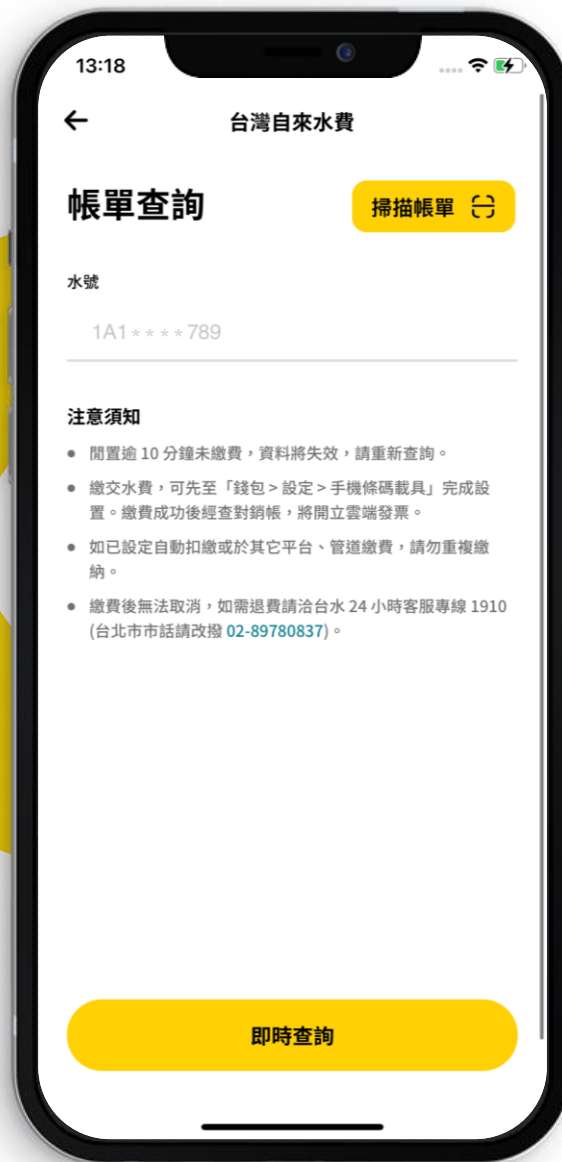 13:18
台灣自來水費
帳單查詢
掃描帳單
水號
1A1****789
注意須知
• 閒置逾 10 分鐘未繳費，資料將失效，請重新查詢。
• 繳交水費，可先至「錢包 > 設定 > 手機條碼載具」完成設
置。繳費成功後經查對銷帳，將開立雲端發票。
• 如已設定自動扣繳或於其它平台、管道繳費，請勿重複繳
納。
• 繳費後無法取消，如需退費請洽台水 24 小時客服專線 1910
(台北市市話請改撥 02-89780837)。
即時查詢